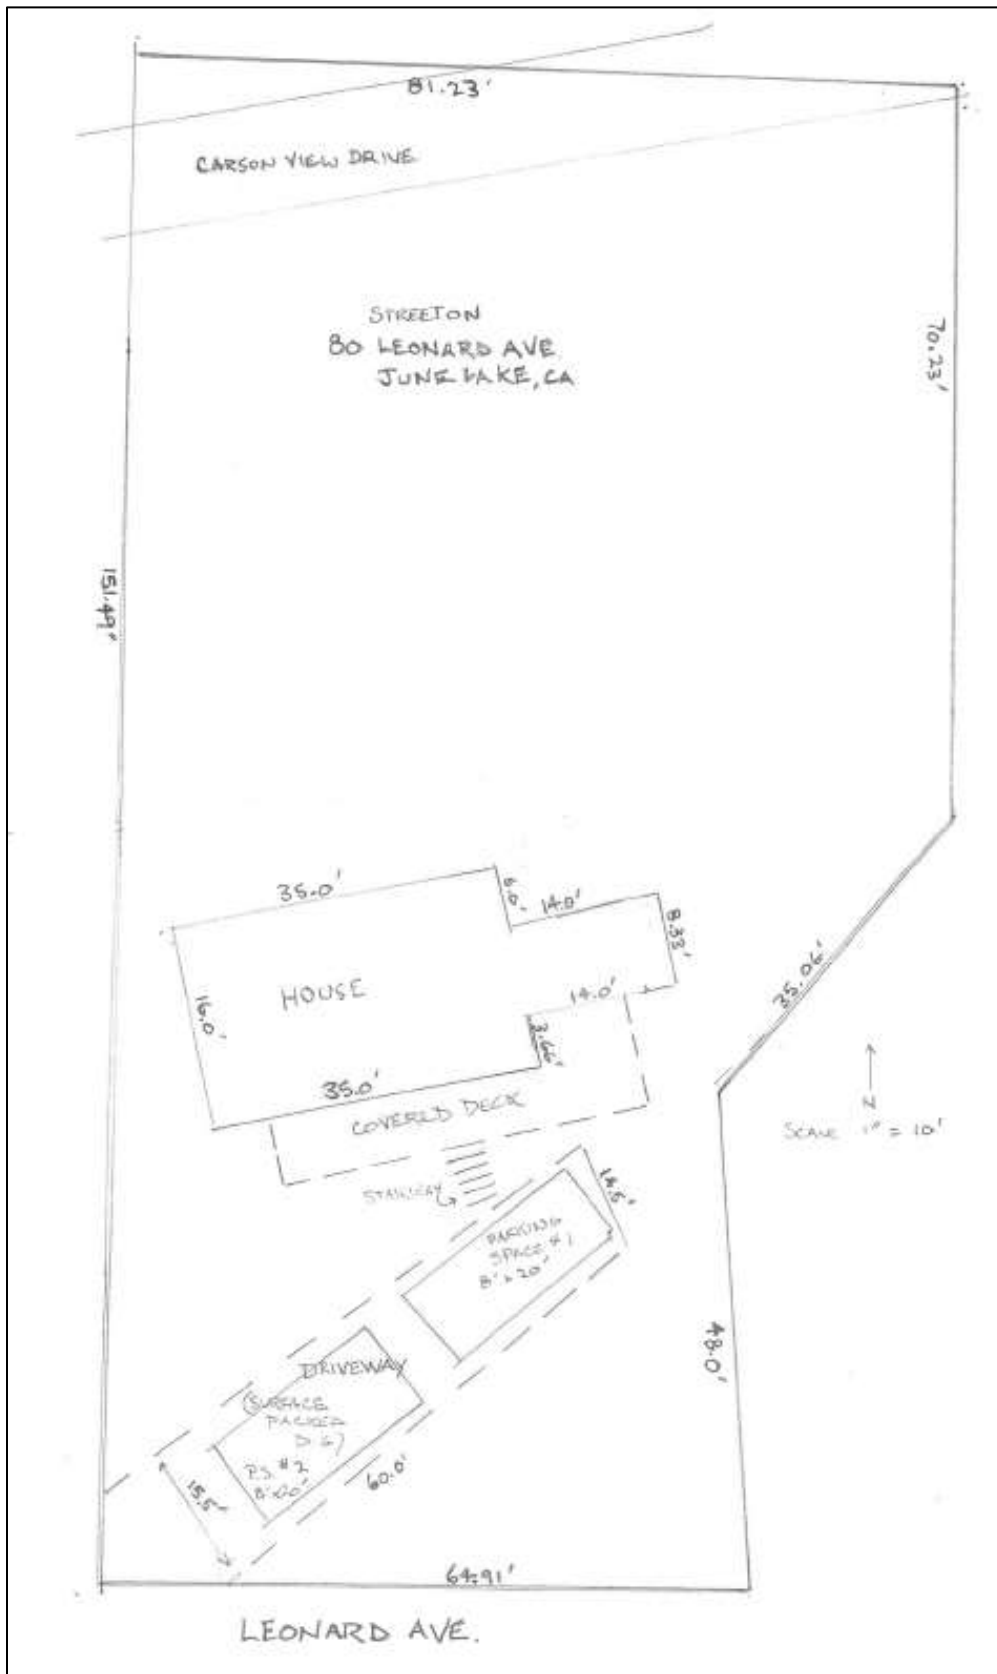 81.23'
CARSON VIEW DRIVE
STREETON
80 LEONARD AVE
JUNE LAKE, CA
70.23'
151.49'
35.0'
14.0'
8.33'
HOUSE
16.0'
14.0'
3.66'
35.06'
35.0'
COVERED DECK
N
SCALE 1" = 10'
STAIRWAY
14.5'
PARKING
SPACE #1
8' x 20'
48.0'
DRIVEWAY
(SURFACE
PACKED
D.G)
P.S. #2
15.5'
60.0'
64.91'
LEONARD AVE.